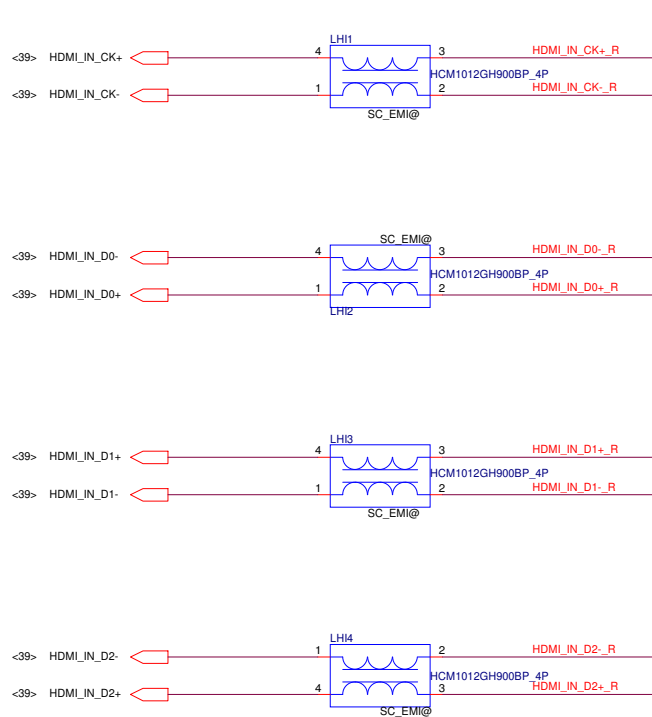 LHI1
<39> HDMI_IN_CK+ 4 3 HDMI_IN_CK+_R
HCM1012GH900BP_4P
<39> HDMI_IN_CK- 1 2 HDMI_IN_CK-_R
SC_EMI@
SC_EMI@
<39> HDMI_IN_D0- 4 3 HDMI_IN_D0-_R
HCM1012GH900BP_4P
<39> HDMI_IN_D0+ 1 2 HDMI_IN_D0+_R
LHI2
LHI3
<39> HDMI_IN_D1+ 4 3 HDMI_IN_D1+_R
HCM1012GH900BP_4P
<39> HDMI_IN_D1- 1 2 HDMI_IN_D1-_R
SC_EMI@
LHI4
<39> HDMI_IN_D2- 1 2 HDMI_IN_D2-_R
HCM1012GH900BP_4P
<39> HDMI_IN_D2+ 4 3 HDMI_IN_D2+_R
SC_EMI@